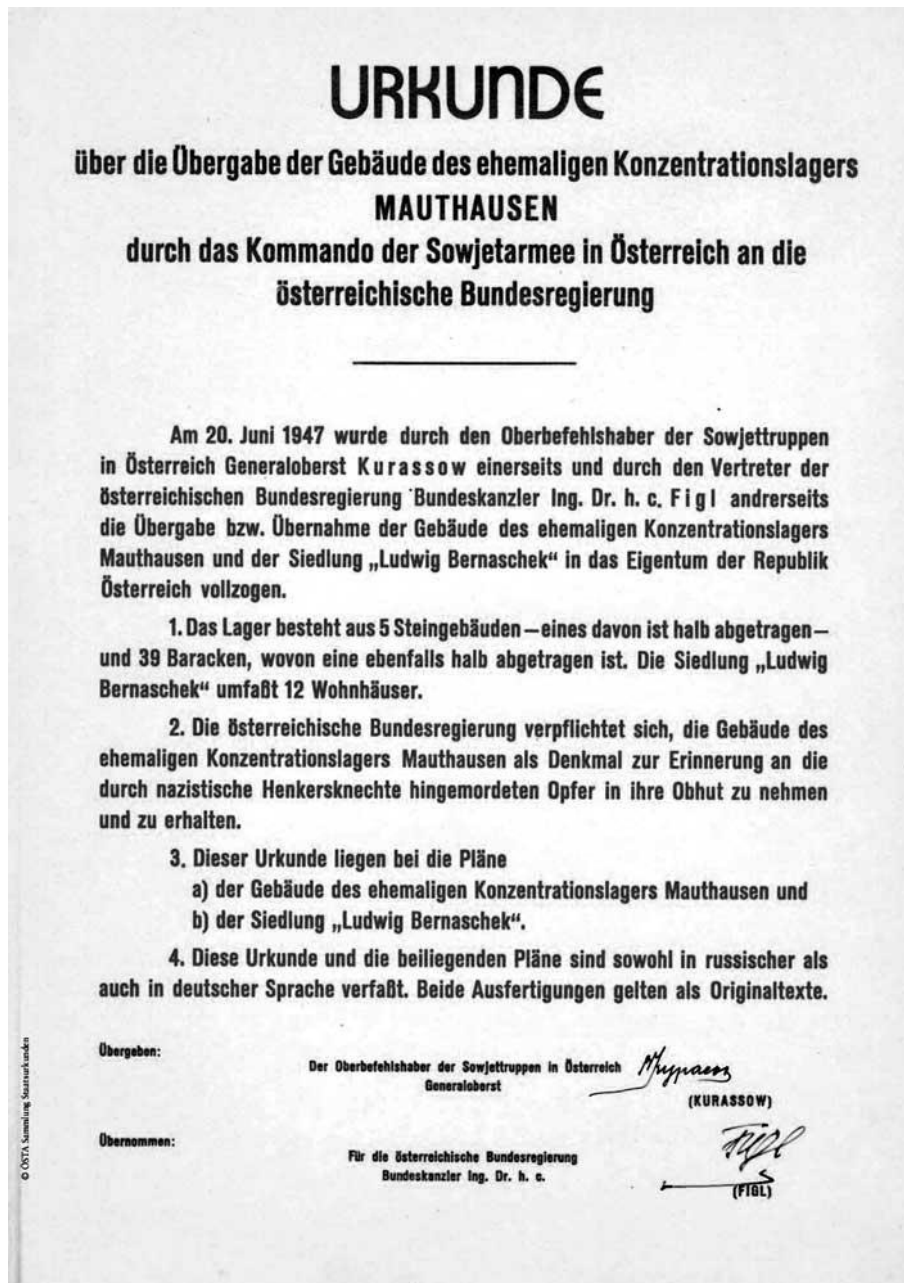 URKUNDE
über die Übergabe der Gebäude des ehemaligen Konzentrationslagers
MAUTHAUSEN
durch das Kommando der Sowjetarmee in Österreich an die
österreichische Bundesregierung
Am 20. Juni 1947 wurde durch den Oberbefehlshaber der Sowjettruppen
in Österreich Generaloberst Kurassow einerseits und durch den Vertreter der
österreichischen Bundesregierung Bundeskanzler Ing. Dr. h. c. Figl andrerseits
die Übergabe bzw. Übernahme der Gebäude des ehemaligen Konzentrationslagers
Mauthausen und der Siedlung „Ludwig Bernaschek“ in das Eigentum der Republik
Österreich vollzogen.
1. Das Lager besteht aus 5 Steingebäuden — eines davon ist halb abgetragen —
und 39 Baracken, wovon eine ebenfalls halb abgetragen ist. Die Siedlung „Ludwig
Bernaschek“ umfaßt 12 Wohnhäuser.
2. Die österreichische Bundesregierung verpflichtet sich, die Gebäude des
ehemaligen Konzentrationslagers Mauthausen als Denkmal zur Erinnerung an die
durch nazistische Henkersknechte hingemordeten Opfer in ihre Obhut zu nehmen
und zu erhalten.
3. Dieser Urkunde liegen bei die Pläne
a) der Gebäude des ehemaligen Konzentrationslagers Mauthausen und
b) der Siedlung „Ludwig Bernaschek“.
4. Diese Urkunde und die beiliegenden Pläne sind sowohl in russischer als
auch in deutscher Sprache verfaßt. Beide Ausfertigungen gelten als Originaltexte.
Übergeben:
Der Oberbefehlshaber der Sowjettruppen in Österreich
Generaloberst
(KURASSOW)
Übernommen:
Für die österreichische Bundesregierung
Bundeskanzler Ing. Dr. h. c.
Figl
(FIGL)
© ÖSTA Sammlung Staatsurkunden